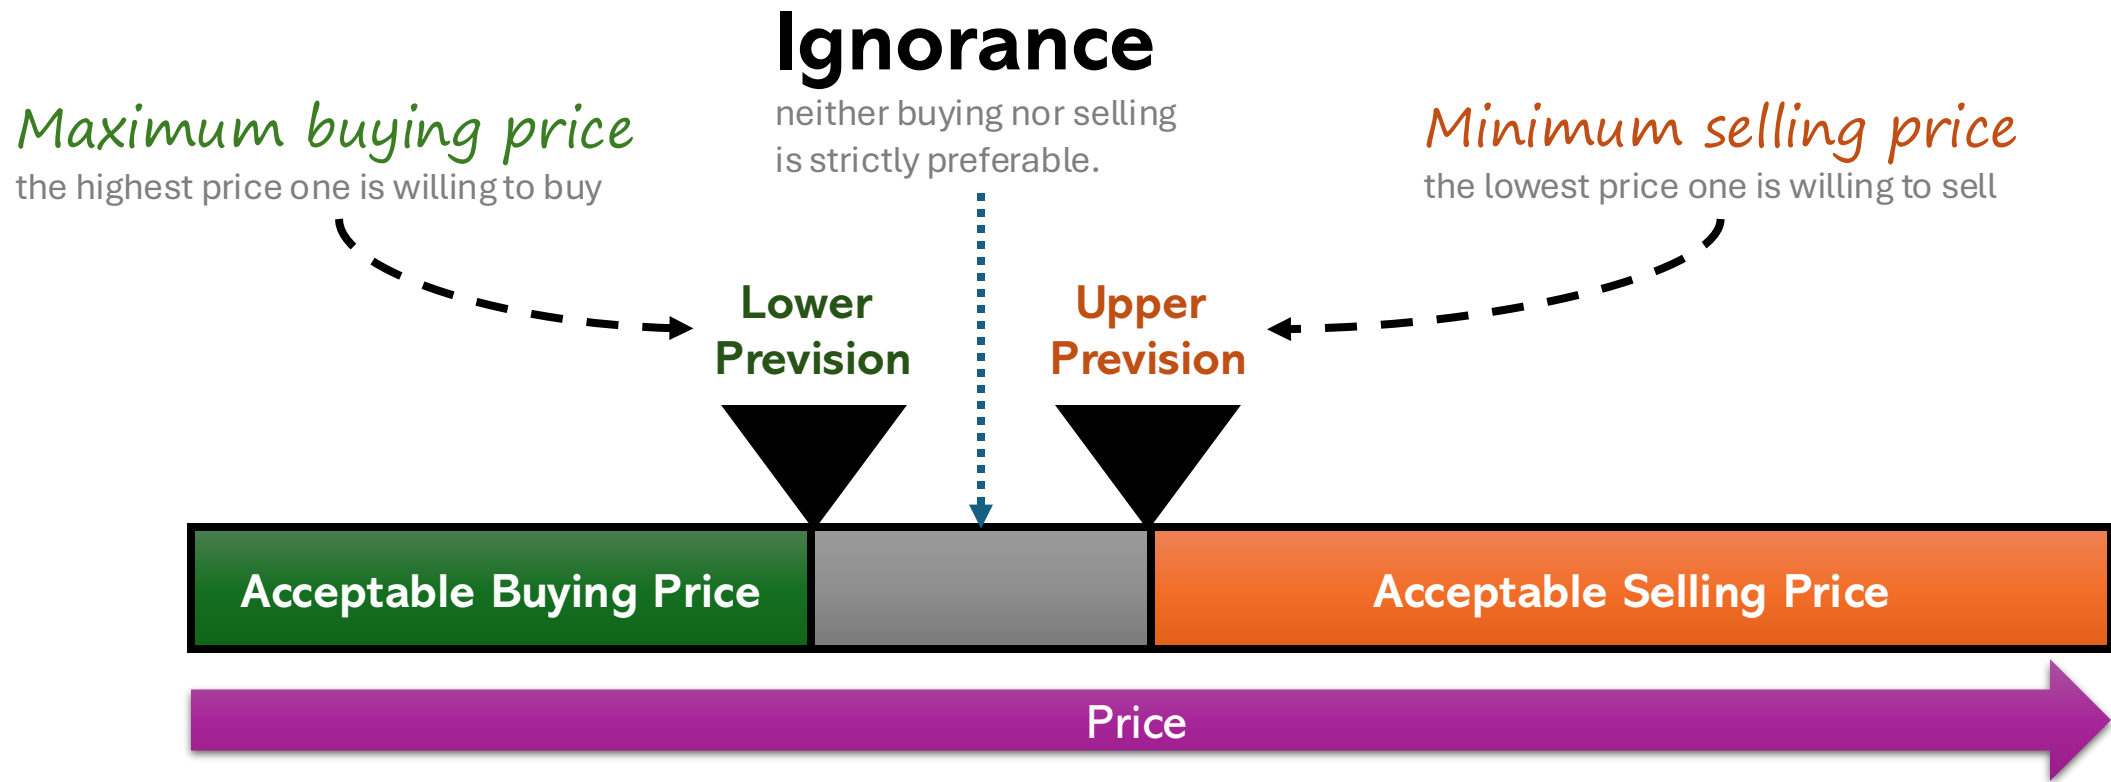 Ignorance
neither buying nor selling
is strictly preferable.
Maximum buying price
the highest price one is willing to buy
Minimum selling price
the lowest price one is willing to sell
Lower
Prevision
Upper
Prevision
Acceptable Buying Price
Acceptable Selling Price
Price